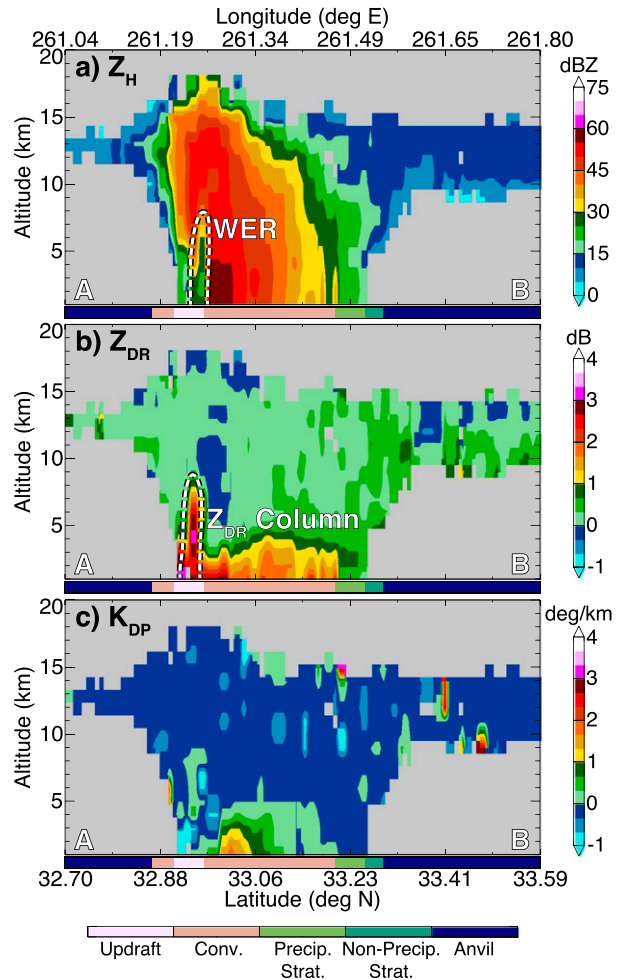 Longitude (deg E)
261.04 261.19 261.34 261.49 261.65 261.80
a) ZH
dBZ
20
15
10
5
Altitude (km)
WER
A B
75
60
45
30
15
0
b) ZDR
dB
20
15
10
5
Altitude (km)
ZDR Column
A B
4
3
2
1
0
-1
c) KDP
deg/km
20
15
10
5
Altitude (km)
A B
4
3
2
1
0
-1
32.70 32.88 33.06 33.23 33.41 33.59
Latitude (deg N)
Updraft Conv. Precip. Non-Precip. Anvil
Strat. Strat.